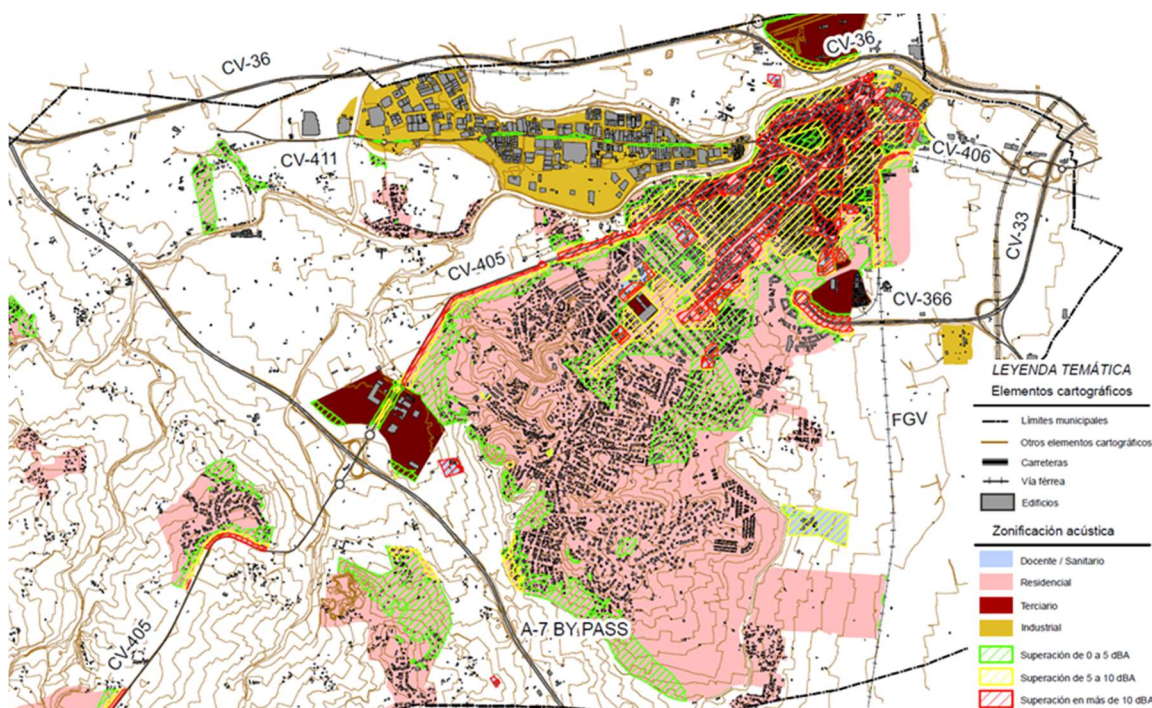 CV-36
CV-36
CV-411
CV-406
CV-33
CV-405
CV-366
FGV
A-7 BY PASS
CV-405
LEYENDA TEMÁTICA
Elementos cartográficos
Límites municipales
Otros elementos cartográficos
Carreteras
Vía férrea
Edificios
Zonificación acústica
Docente / Sanitario
Residencial
Terciario
Industrial
Superación de 0 a 5 dBA
Superación de 5 a 10 dBA
Superación en más de 10 dBA